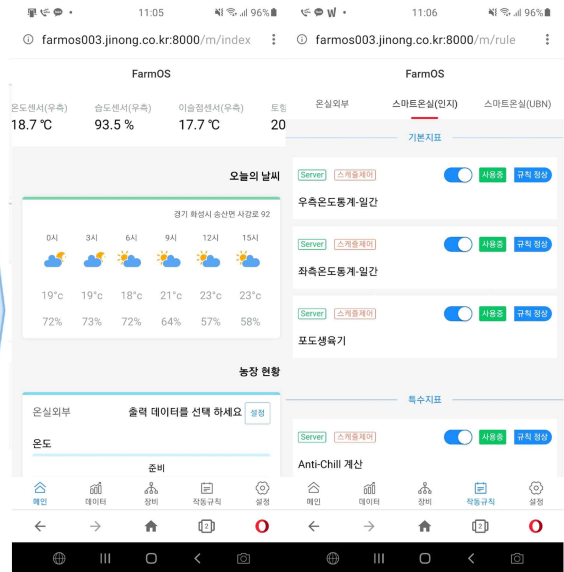 11:05
96%
farmos003.jinong.co.kr:8000/m/index
FarmOS
온도센서(우측) 습도센서(우측) 이슬점센서(우측)
18.7 ℃ 93.5 % 17.7 ℃ 20
오늘의 날씨
경기 화성시 송산면 사강로 92
0시 3시 6시 9시 12시 15시
19°c 19°c 18°c 21°c 23°c 23°c
72% 73% 72% 64% 57% 58%
농장 현황
온실외부 출력 데이터를 선택 하세요 설정
온도
준비
메인 데이터 장비 작동규칙 설정
2
11:06
96%
farmos003.jinong.co.kr:8000/m/rule
FarmOS
온실외부 스마트온실(인지) 스마트온실(UBN)
기본지표
Server 스케줄제어 사용중 규칙 정상
우측온도통계-일간
Server 스케줄제어 사용중 규칙 정상
좌측온도통계-일간
Server 스케줄제어 사용중 규칙 정상
포도생육기
특수지표
Server 스케줄제어 사용중 규칙 정상
Anti-Chill 계산
메인 데이터 장비 작동규칙 설정
2